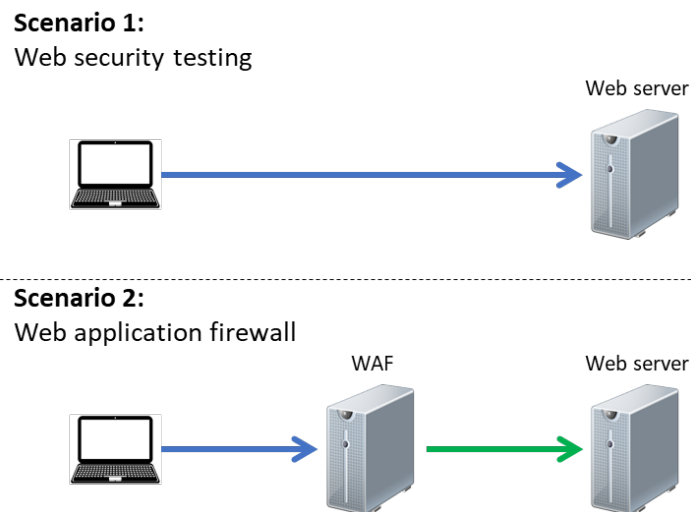 Scenario 1:
Web security testing
Web server
Scenario 2:
Web application firewall
WAF
Web server